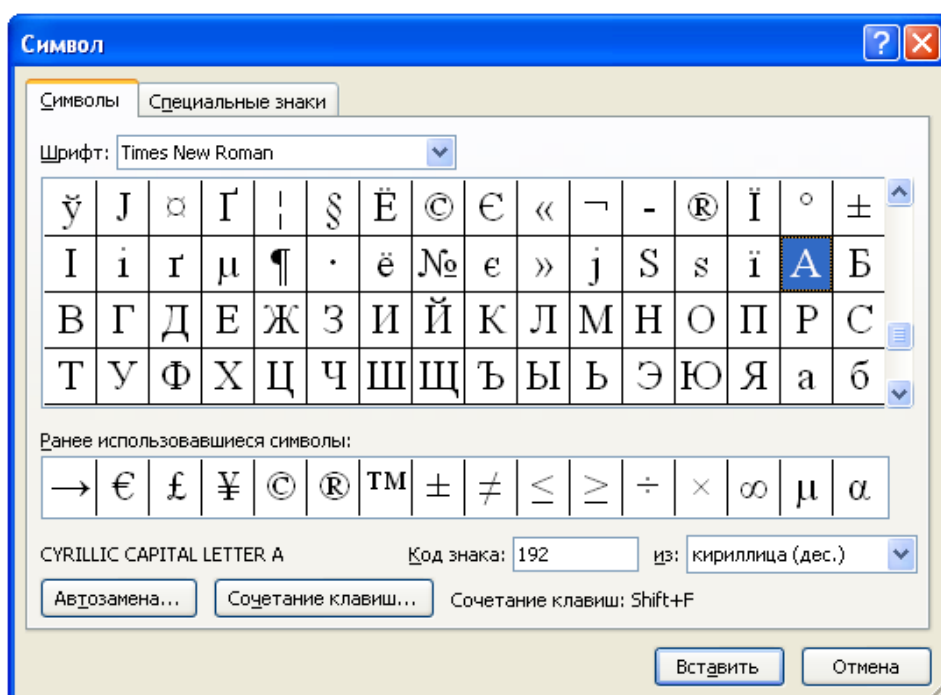 Символ
Символы Специальные знаки
Шрифт: Times New Roman
ў Ј ¤ Ґ ¦ § Ё © Є « ¬ - ® Ї ° ±
І і ґ µ ¶ · ё № є » ј Ѕ ѕ ї А Б
В Г Д Е Ж З И Й К Л М Н О П Р С
Т У Ф Х Ц Ч Ш Щ Ъ Ы Ь Э Ю Я а б
Ранее использовавшиеся символы:
→ € £ ¥ © ® ™ ± ≠ ≤ ≥ ÷ × ∞ µ α
CYRILLIC CAPITAL LETTER A Код знака: 192 из: кириллица (дес.)
Автозамена... Сочетание клавиш... Сочетание клавиш: Shift+F
Вставить Отмена